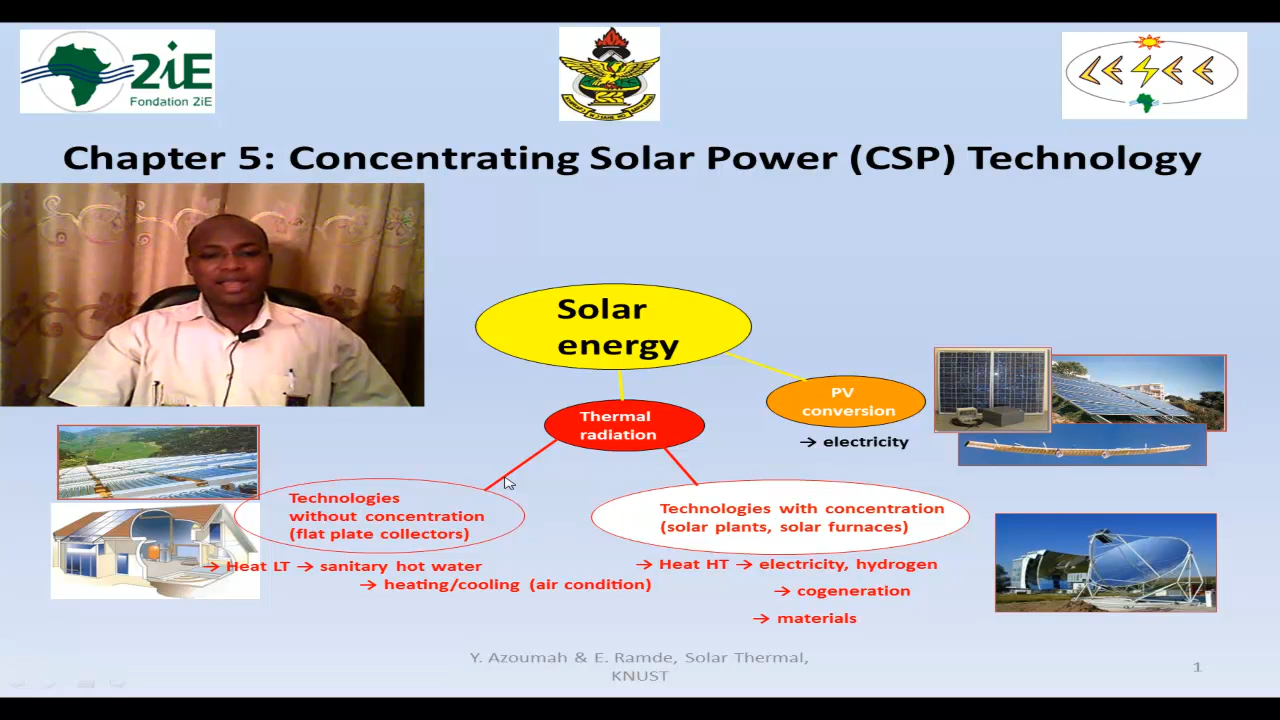 2iE
Fondation 2iE
LESEE
Chapter 5: Concentrating Solar Power (CSP) Technology
Solar
energy
PV
conversion
→ electricity
Thermal
radiation
Technologies
without concentration
(flat plate collectors)
→ Heat LT → sanitary hot water
→ heating/cooling (air condition)
Technologies with concentration
(solar plants, solar furnaces)
→ Heat HT → electricity, hydrogen
→ cogeneration
→ materials
Y. Azoumah & E. Ramde, Solar Thermal,
KNUST
1